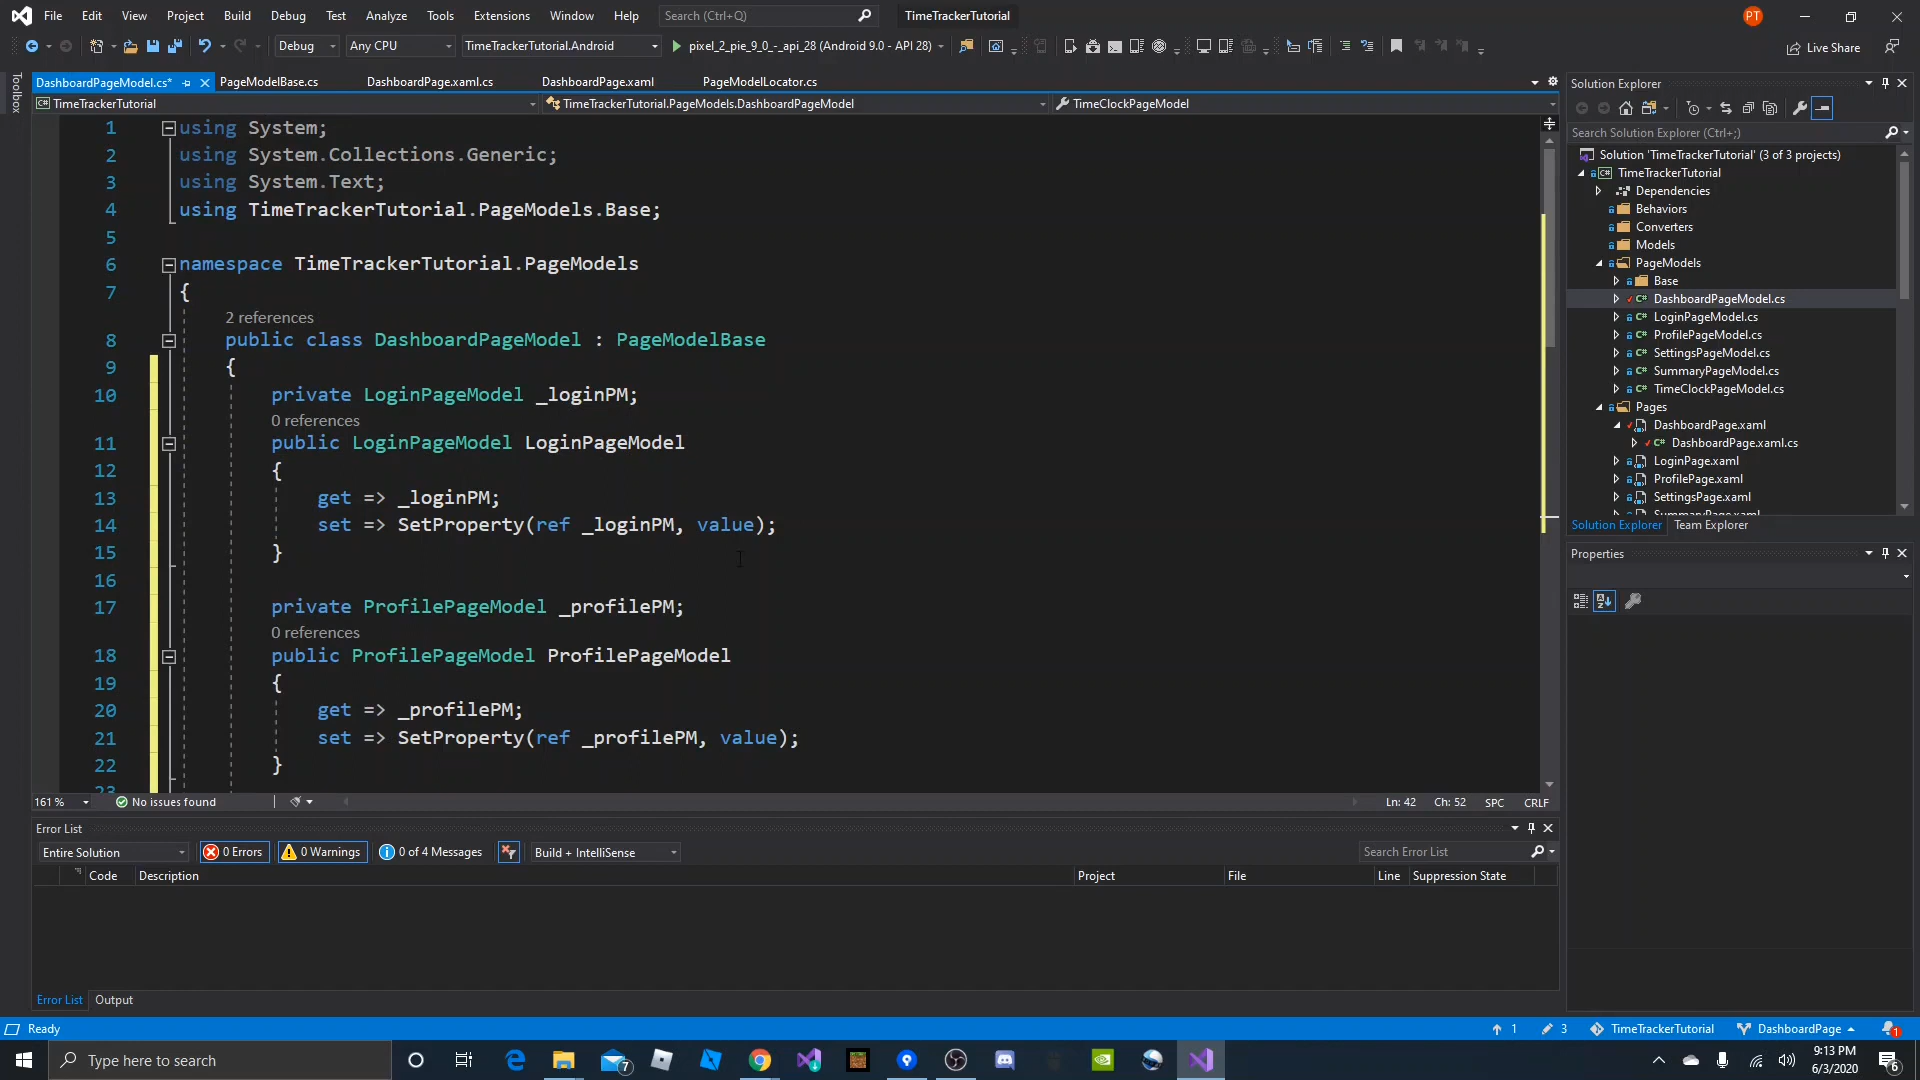 File Edit View Project Build Debug Test Analyze Tools Extensions Window Help Search (Ctrl+Q) TimeTrackerTutorial PT
Debug Any CPU TimeTrackerTutorial.Android pixel_2_pie_9_0_-_api_28 (Android 9.0 - API 28) Live Share
Toolbox
DashboardPageModel.cs* PageModelBase.cs DashboardPage.xaml.cs DashboardPage.xaml PageModelLocator.cs
TimeTrackerTutorial TimeTrackerTutorial.PageModels.DashboardPageModel TimeClockPageModel
1 using System;
2 using System.Collections.Generic;
3 using System.Text;
4 using TimeTrackerTutorial.PageModels.Base;
5
6 namespace TimeTrackerTutorial.PageModels
7 {
2 references
8 public class DashboardPageModel : PageModelBase
9 {
10 private LoginPageModel _loginPM;
0 references
11 public LoginPageModel LoginPageModel
12 {
13 get => _loginPM;
14 set => SetProperty(ref _loginPM, value);
15 }
16
17 private ProfilePageModel _profilePM;
0 references
18 public ProfilePageModel ProfilePageModel
19 {
20 get => _profilePM;
21 set => SetProperty(ref _profilePM, value);
22 }
23
161 % No issues found Ln: 42 Ch: 52 SPC CRLF
Error List
Entire Solution 0 Errors 0 Warnings 0 of 4 Messages Build + IntelliSense Search Error List
Code Description Project File Line Suppression State
Error List Output
Solution Explorer
Search Solution Explorer (Ctrl+;)
Solution 'TimeTrackerTutorial' (3 of 3 projects)
TimeTrackerTutorial
Dependencies
Behaviors
Converters
Models
PageModels
Base
DashboardPageModel.cs
LoginPageModel.cs
ProfilePageModel.cs
SettingsPageModel.cs
SummaryPageModel.cs
TimeClockPageModel.cs
Pages
DashboardPage.xaml
DashboardPage.xaml.cs
LoginPage.xaml
ProfilePage.xaml
SettingsPage.xaml
SummaryPage.xaml
Solution Explorer Team Explorer
Properties
Ready 1 3 TimeTrackerTutorial DashboardPage 1
Type here to search 7 9:13 PM
6/3/2020 6